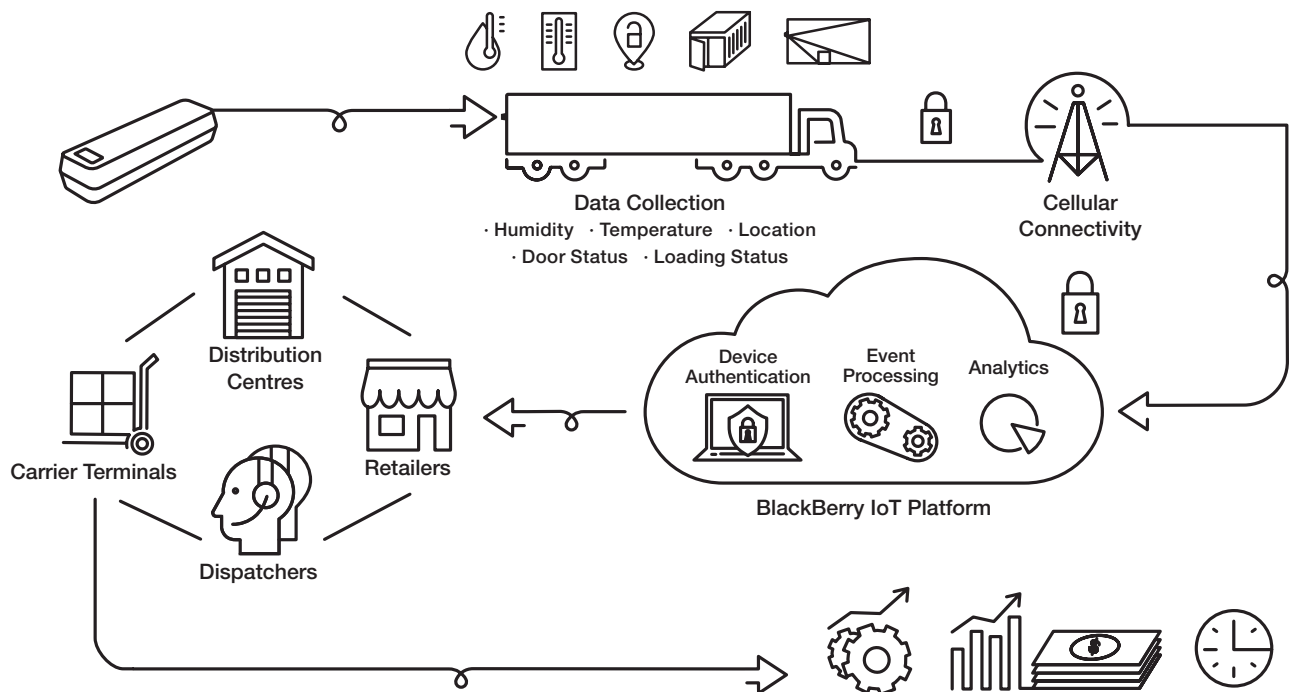 Data Collection
· Humidity · Temperature · Location
· Door Status · Loading Status
Cellular
Connectivity
Distribution
Centres
Carrier Terminals
Retailers
Dispatchers
Device
Authentication
Event
Processing
Analytics
BlackBerry IoT Platform
$